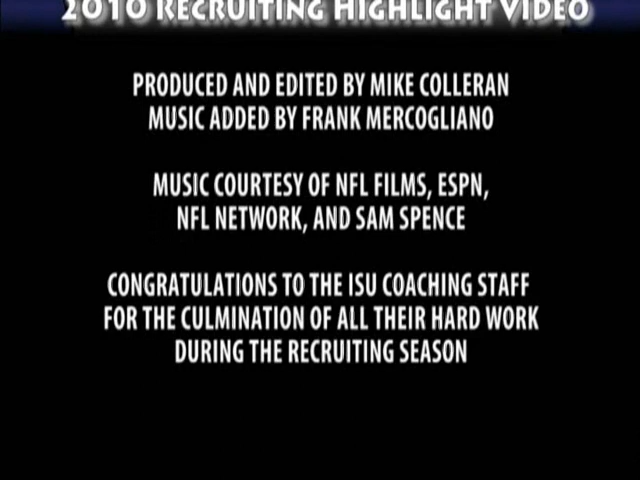 2010 RECRUITING HIGHLIGHT VIDEO
PRODUCED AND EDITED BY MIKE COLLERAN
MUSIC ADDED BY FRANK MERCOGLIANO
MUSIC COURTESY OF NFL FILMS, ESPN,
NFL NETWORK, AND SAM SPENCE
CONGRATULATIONS TO THE ISU COACHING STAFF
FOR THE CULMINATION OF ALL THEIR HARD WORK
DURING THE RECRUITING SEASON